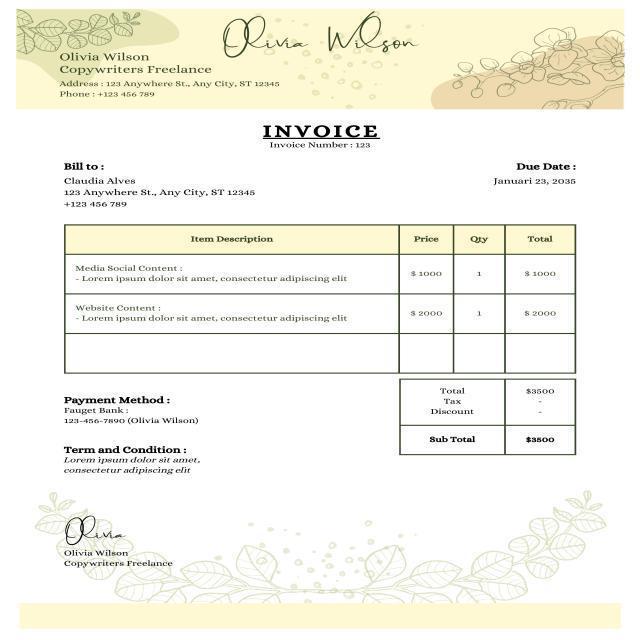 Olivia Wilson
Olivia Wilson
Copywriters Freelance
Address : 123 Anywhere St., Any City, ST 12345
Phone : +123 456 789
INVOICE
Invoice Number : 123
Bill to :
Due Date :
Claudia Alves
Januari 23, 2035
123 Anywhere St., Any City, ST 12345
+123 456 789
Item Description Price Qty Total
Media Social Content :
- Lorem ipsum dolor sit amet, consectetur adipiscing elit
$ 1000 1 $ 1000
Website Content :
- Lorem ipsum dolor sit amet, consectetur adipiscing elit
$ 2000 1 $ 2000
Total $3500
Tax -
Discount -
Sub Total $3500
Payment Method :
Fauget Bank :
123-456-7890 (Olivia Wilson)
Term and Condition :
Lorem ipsum dolor sit amet,
consectetur adipiscing elit
Olivia
Olivia Wilson
Copywriters Freelance